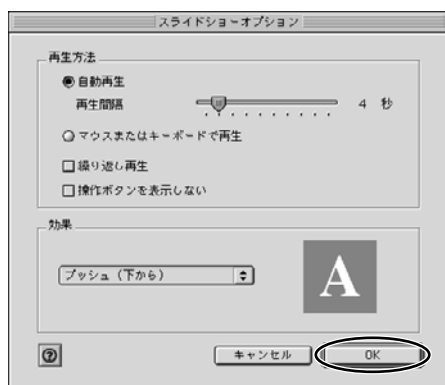 スライドショーオプション
再生方法
自動再生
再生間隔 4 秒
マウスまたはキーボードで再生
繰り返し再生
操作ボタンを表示しない
効果
プッシュ（下から）
A
?
キャンセル OK